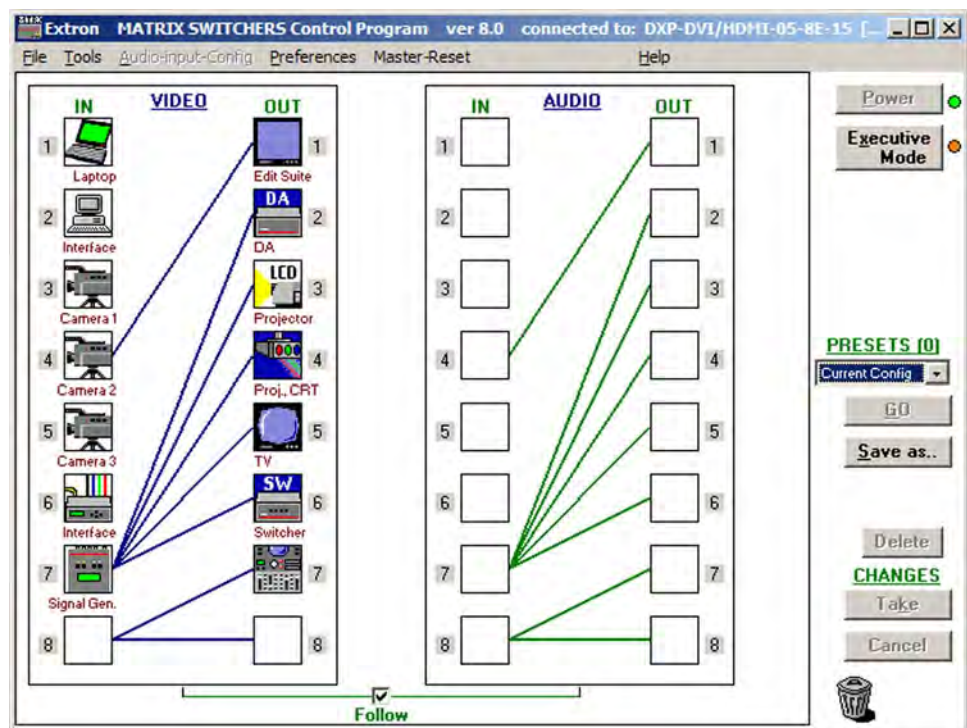 Extron MATRIX SWITCHERS Control Program ver 8.0 connected to: DXP-DVI/HDMI-05-8E-15 [...
File Tools Audio-Input-Config Preferences Master-Reset Help
IN VIDEO OUT
1 1
Laptop Edit Suite
DA
2 2
Interface DA
LCD
3 3
Camera 1 Projector
4 4
Camera 2 Proj., CRT
5 5
Camera 3 TV
SW
6 6
Interface Switcher
7 7
Signal Gen.
8 8
IN AUDIO OUT
1 1
2 2
3 3
4 4
5 5
6 6
7 7
8 8
Follow
Power
Executive
Mode
PRESETS [0]
Current Config
GO
Save as..
Delete
CHANGES
Take
Cancel